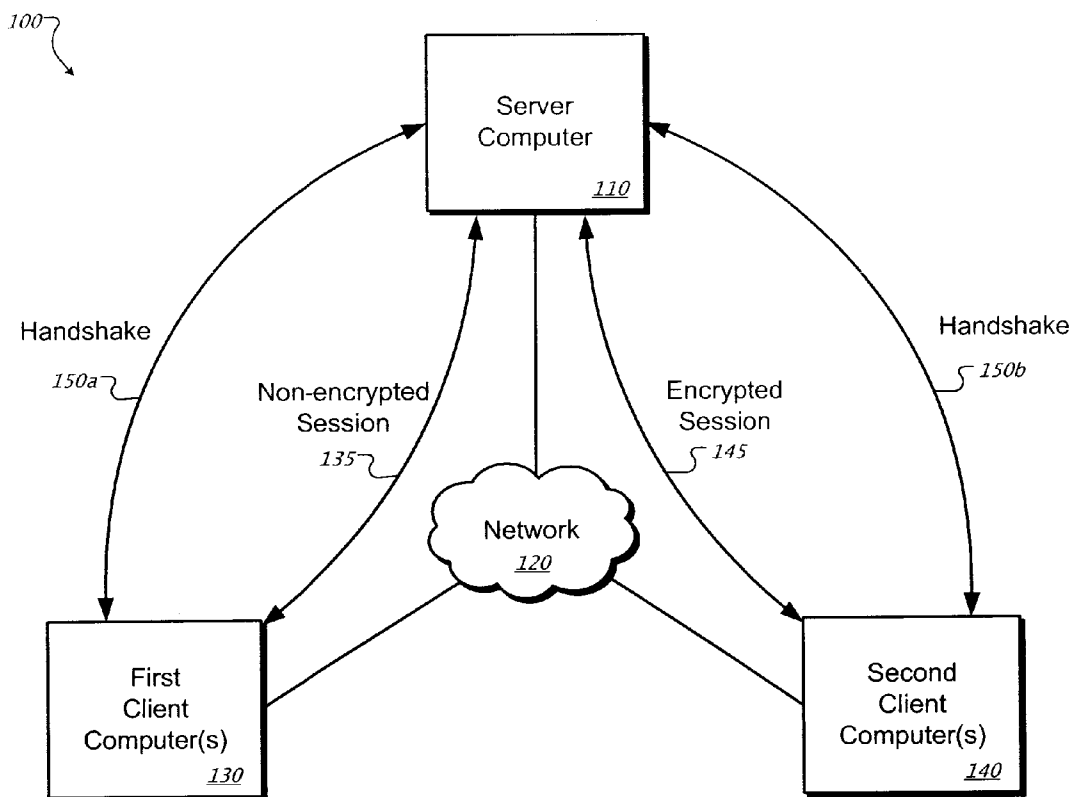 100
Server
Computer
110
Handshake
150a
Non-encrypted
Session
135
Encrypted
Session
145
Handshake
150b
Network
120
First
Client
Computer(s)
130
Second
Client
Computer(s)
140